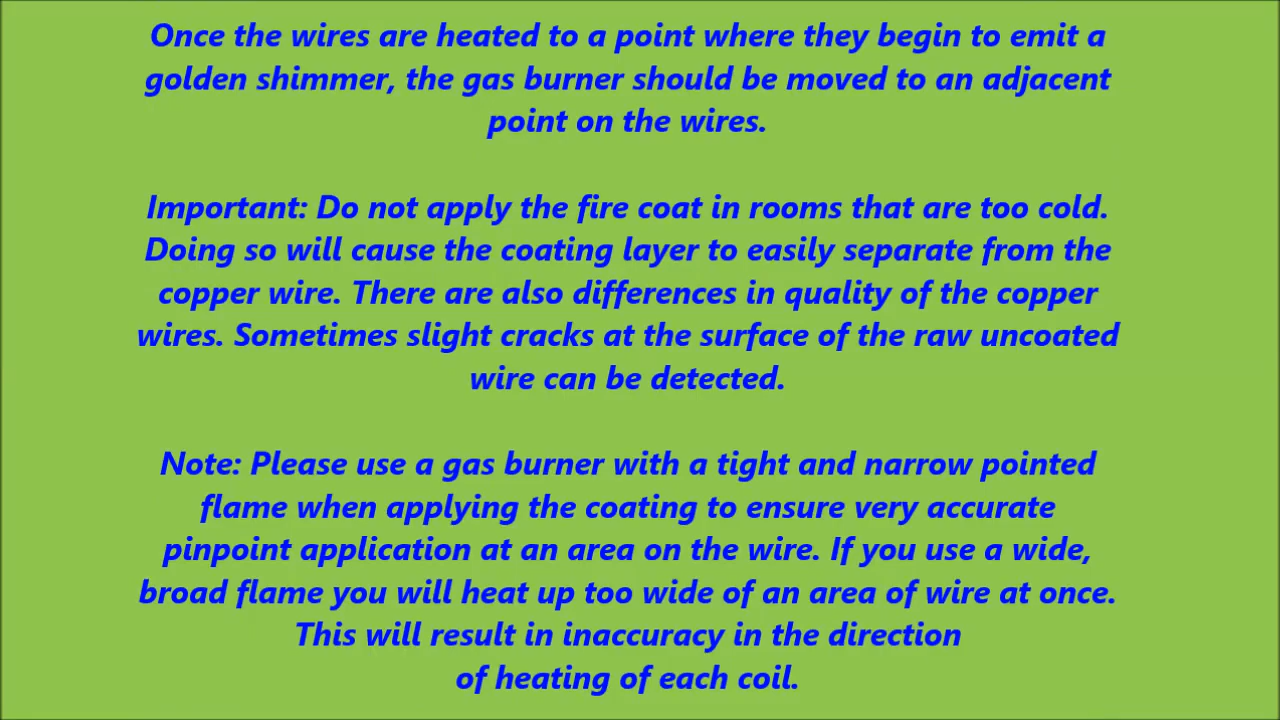 Once the wires are heated to a point where they begin to emit a
golden shimmer, the gas burner should be moved to an adjacent
point on the wires.
Important: Do not apply the fire coat in rooms that are too cold.
Doing so will cause the coating layer to easily separate from the
copper wire. There are also differences in quality of the copper
wires. Sometimes slight cracks at the surface of the raw uncoated
wire can be detected.
Note: Please use a gas burner with a tight and narrow pointed
flame when applying the coating to ensure very accurate
pinpoint application at an area on the wire. If you use a wide,
broad flame you will heat up too wide of an area of wire at once.
This will result in inaccuracy in the direction
of heating of each coil.